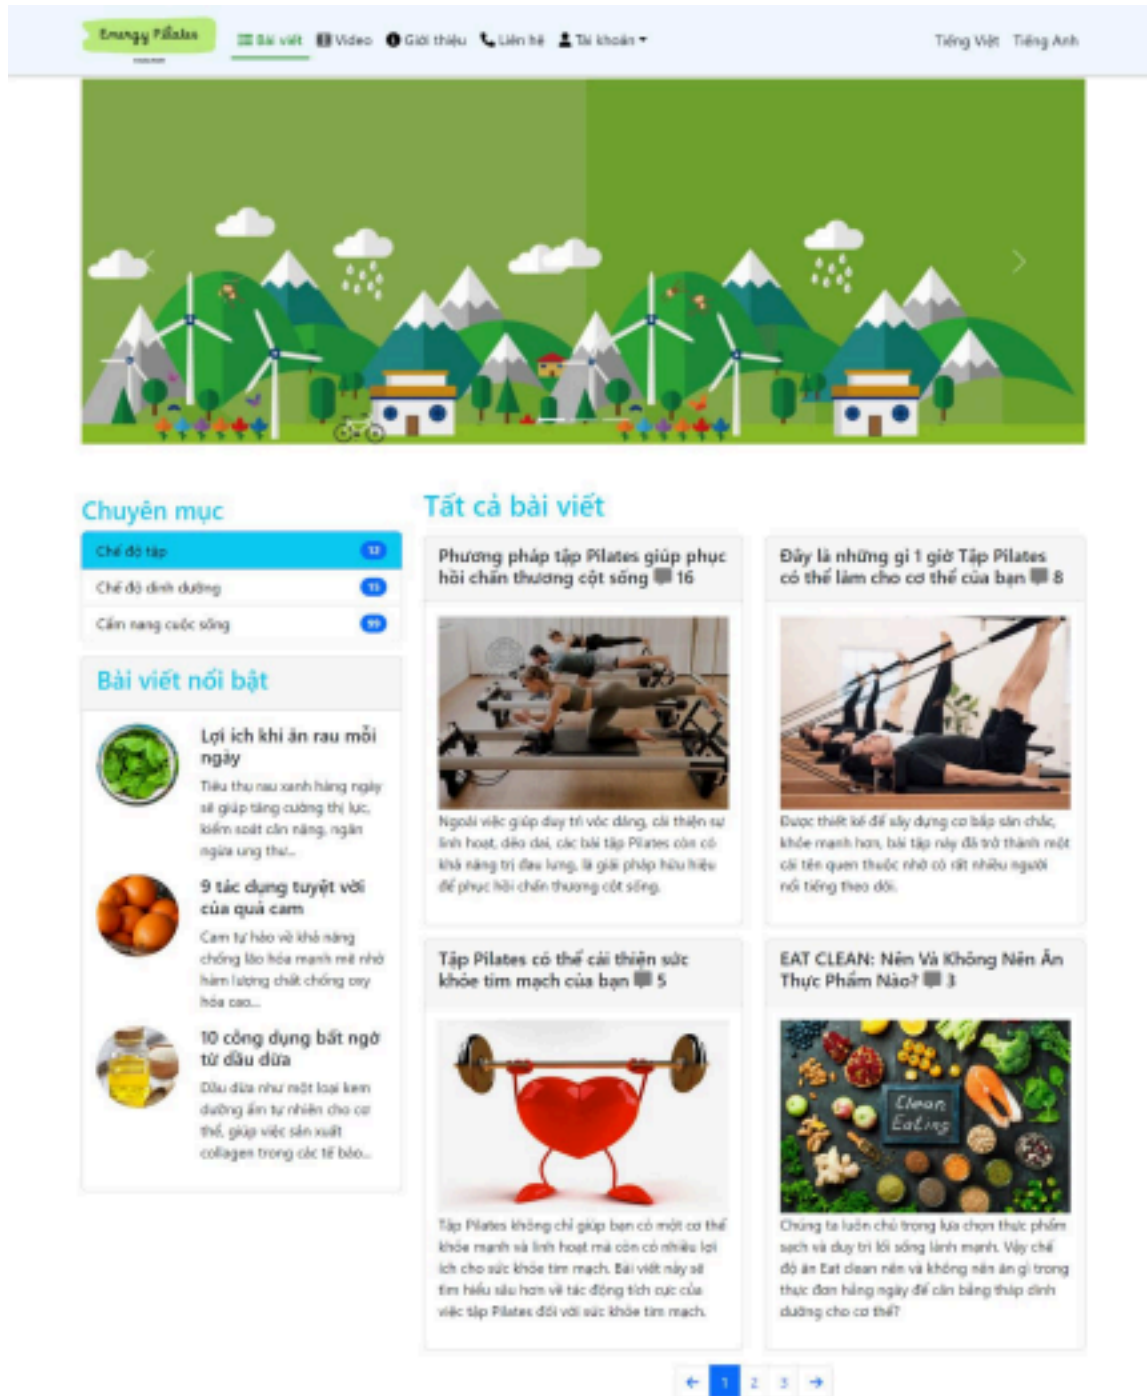 Energy Pilates
Bài viết Video Giới thiệu Liên hệ Tài khoản
Tiếng Việt Tiếng Anh
Chuyên mục
Chế độ tập 12
Chế độ dinh dưỡng 15
Cẩm nang cuộc sống 99
Bài viết nổi bật
Lợi ích khi ăn rau mỗi
ngày
Tiêu thụ rau xanh hàng ngày
sẽ giúp tăng cường thị lực,
kiểm soát cân nặng, ngăn
ngừa ung thư...
9 tác dụng tuyệt vời
của quả cam
Cam tự hào về khả năng
chống lão hóa mạnh mẽ nhờ
hàm lượng chất chống oxy
hóa cao...
10 công dụng bất ngờ
từ dầu dừa
Dầu dừa như một loại kem
dưỡng ẩm tự nhiên cho cơ
thể, giúp việc sản xuất
collagen trong các tế bào...
Tất cả bài viết
Phương pháp tập Pilates giúp phục
hồi chấn thương cột sống 16
Ngoài việc giúp duy trì vóc dáng, cải thiện sự
linh hoạt, dẻo dai, các bài tập Pilates còn có
khả năng trị đau lưng, là giải pháp hữu hiệu
để phục hồi chấn thương cột sống.
Đây là những gì 1 giờ Tập Pilates
có thể làm cho cơ thể của bạn 8
Được thiết kế để xây dựng cơ bắp săn chắc,
khỏe mạnh hơn, bài tập này đã trở thành một
cái tên quen thuộc nhờ có rất nhiều người
nổi tiếng theo dõi.
Tập Pilates có thể cải thiện sức
khỏe tim mạch của bạn 5
Tập Pilates không chỉ giúp bạn có một cơ thể
khỏe mạnh và linh hoạt mà còn có nhiều lợi
ích cho sức khỏe tim mạch. Bài viết này sẽ
tìm hiểu sâu hơn về tác động tích cực của
việc tập Pilates đối với sức khỏe tim mạch.
EAT CLEAN: Nên Và Không Nên Ăn
Thực Phẩm Nào? 3
Clean
Eating
Chúng ta luôn chú trọng lựa chọn thực phẩm
sạch và duy trì lối sống lành mạnh. Vậy chế
độ ăn Eat clean nên và không nên ăn gì trong
thực đơn hằng ngày để cân bằng tháp dinh
dưỡng cho cơ thể?
← 1 2 3 →